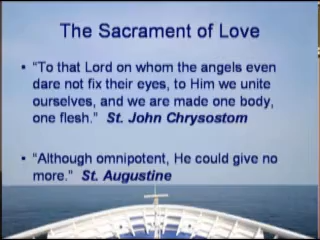 The Sacrament of Love
• "To that Lord on whom the angels even
dare not fix their eyes, to Him we unite
ourselves, and we are made one body,
one flesh." St. John Chrysostom
• "Although omnipotent, He could give no
more." St. Augustine